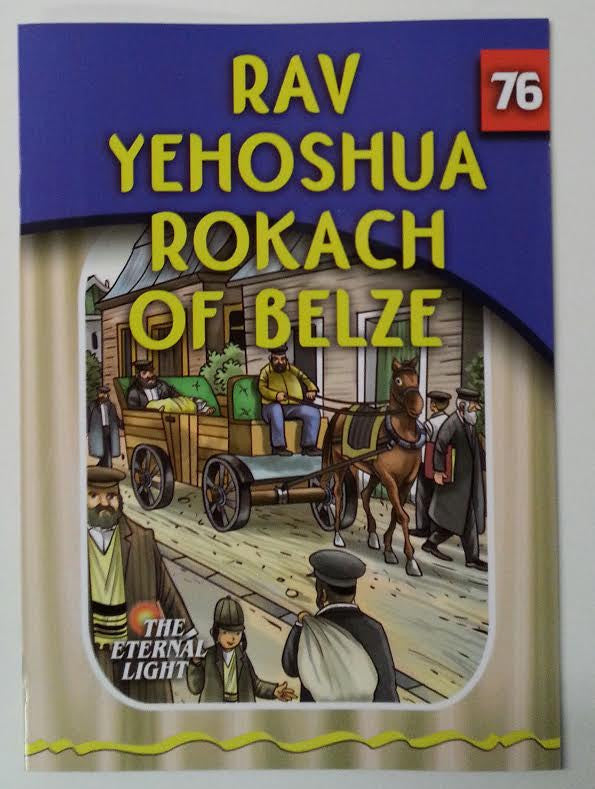 RAV
76
YEHOSHUA
ROKACH
OF BELZE
THE
ETERNAL
LIGHT